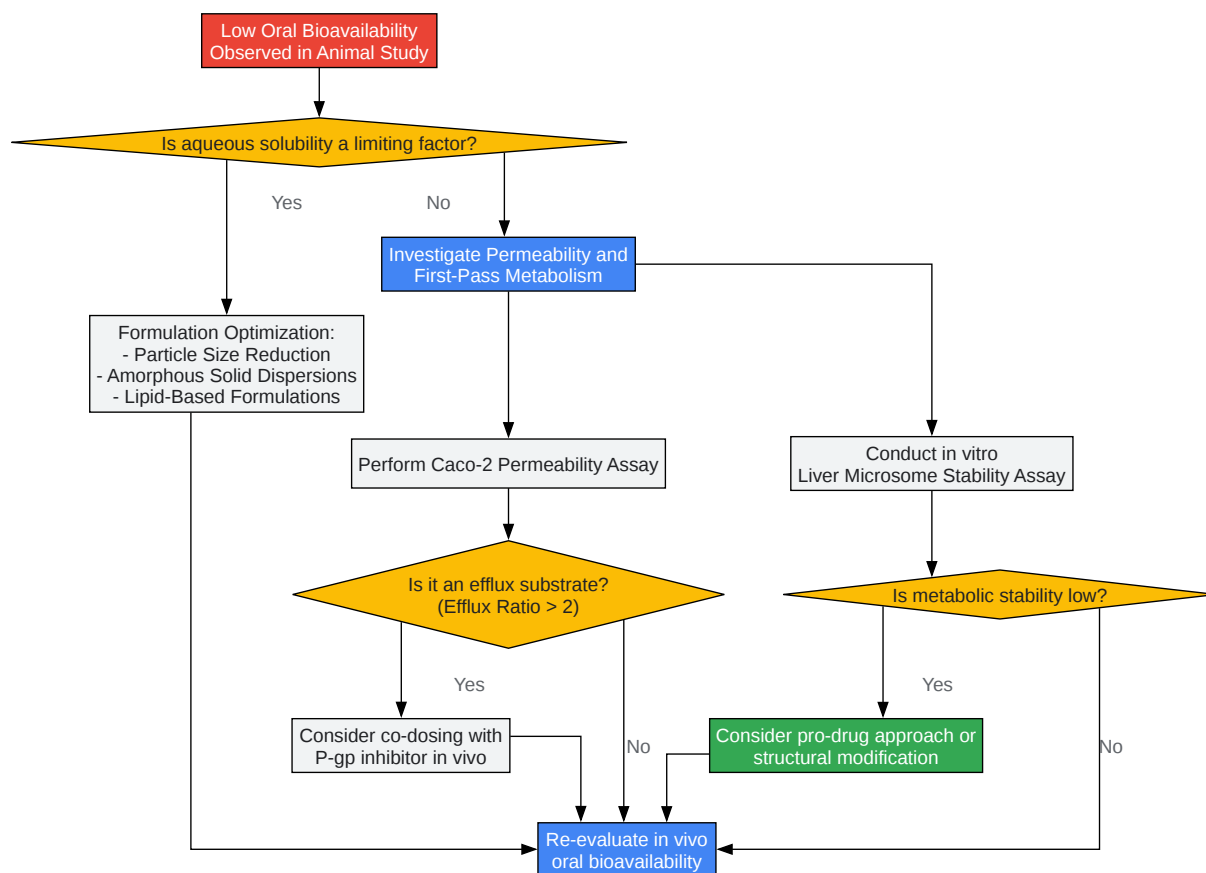 Low Oral Bioavailability
Observed in Animal Study
Is aqueous solubility a limiting factor?
Yes
No
Investigate Permeability and
First-Pass Metabolism
Formulation Optimization:
- Particle Size Reduction
- Amorphous Solid Dispersions
- Lipid-Based Formulations
Perform Caco-2 Permeability Assay
Conduct in vitro
Liver Microsome Stability Assay
Is it an efflux substrate?
(Efflux Ratio > 2)
Is metabolic stability low?
Yes
Yes
Consider co-dosing with
P-gp inhibitor in vivo
No
Consider pro-drug approach or
structural modification
No
Re-evaluate in vivo
oral bioavailability